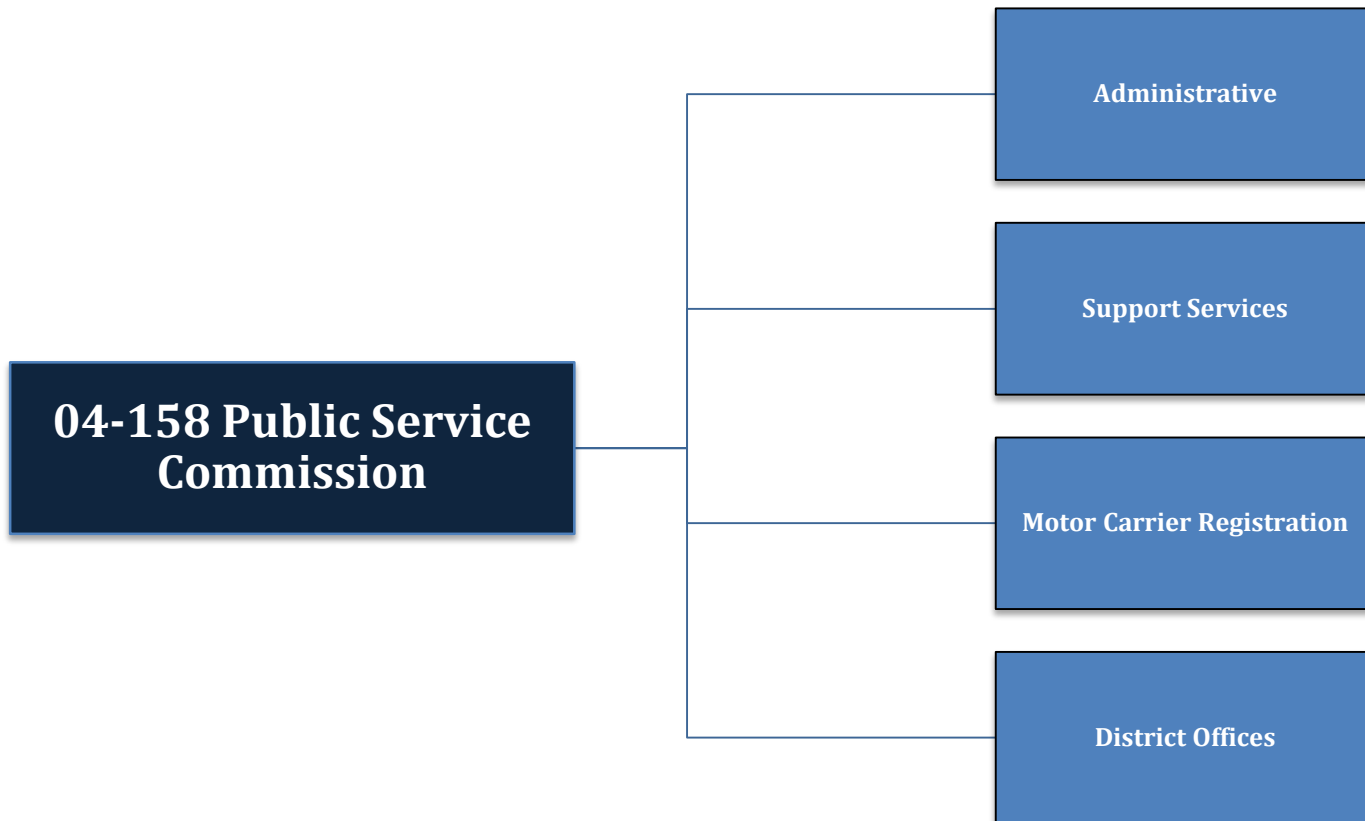 Administrative
Support Services
04-158 Public Service
Commission
Motor Carrier Registration
District Offices